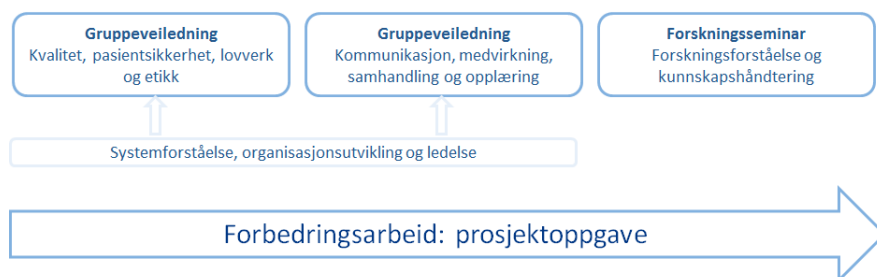 Gruppeveiledning
Kvalitet, pasientsikkerhet, lovverk
og etikk
Gruppeveiledning
Kommunikasjon, medvirkning,
samhandling og opplæring
Forskningsseminar
Forskningsforståelse og
kunnskapshåndtering
Systemforståelse, organisasjonsutvikling og ledelse
Forbedringsarbeid: prosjektoppgave